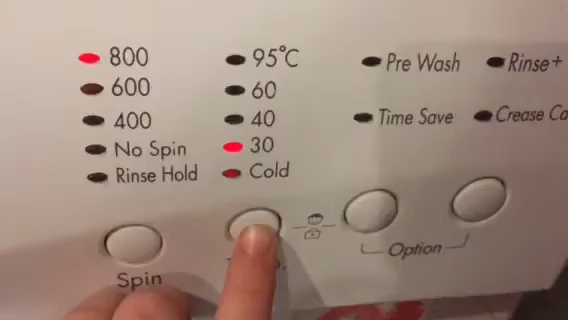 800
600
400
No Spin
Rinse Hold
Spin
95°C
60
40
30
Cold
Pre Wash
Rinse+
Time Save
Crease
Option